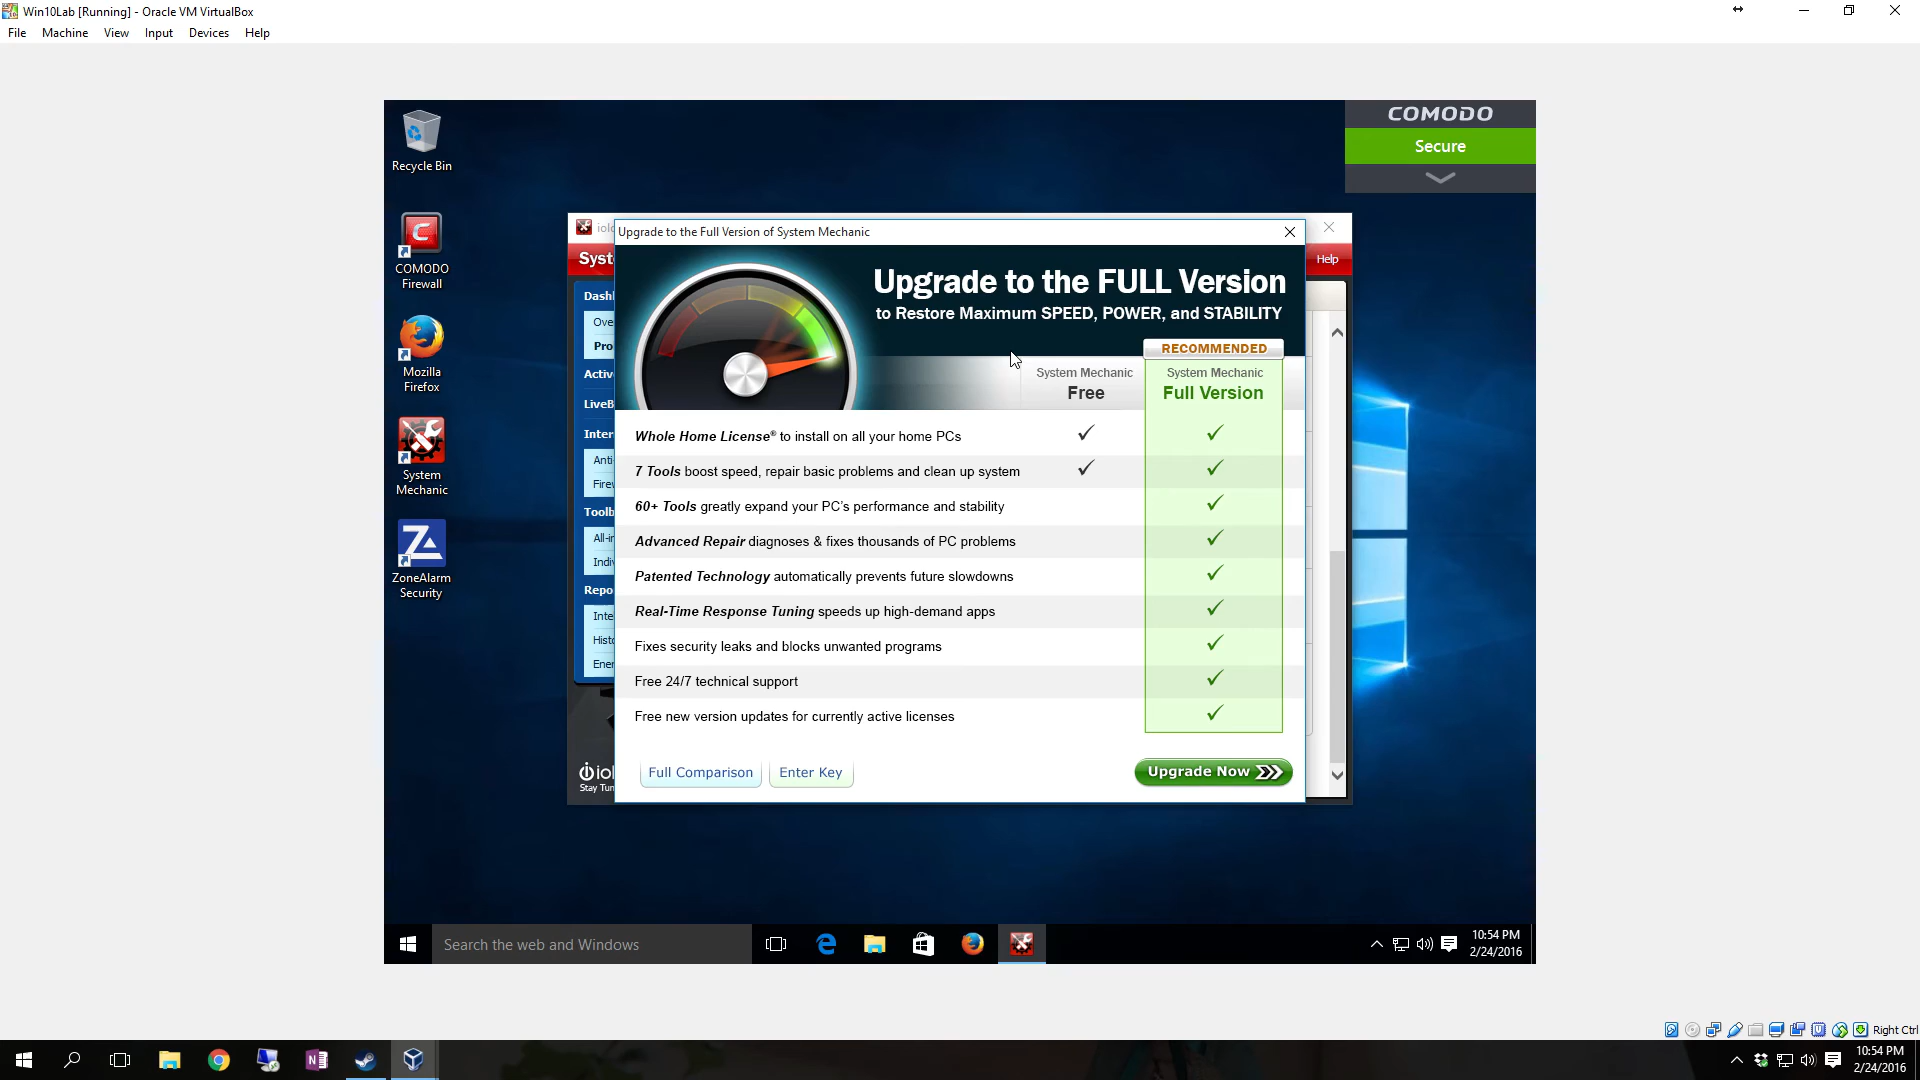 Win10Lab [Running] - Oracle VM VirtualBox
File Machine View Input Devices Help
Recycle Bin
COMODO
Firewall
Mozilla
Firefox
System
Mechanic
ZoneAlarm
Security
COMODO
Secure
Syst
Help
Dash
Ove
Pro
Active
LiveB
Inter
Anti-
Firew
Toolb
All-i
Indiv
Repo
Inte
Histo
Ener
iol
Stay Tun
Upgrade to the Full Version of System Mechanic
Upgrade to the FULL Version
to Restore Maximum SPEED, POWER, and STABILITY
RECOMMENDED
System Mechanic
Free
System Mechanic
Full Version
Whole Home License® to install on all your home PCs
7 Tools boost speed, repair basic problems and clean up system
60+ Tools greatly expand your PC's performance and stability
Advanced Repair diagnoses & fixes thousands of PC problems
Patented Technology automatically prevents future slowdowns
Real-Time Response Tuning speeds up high-demand apps
Fixes security leaks and blocks unwanted programs
Free 24/7 technical support
Free new version updates for currently active licenses
Full Comparison
Enter Key
Upgrade Now
Search the web and Windows
10:54 PM
2/24/2016
Right Ctrl
10:54 PM
2/24/2016